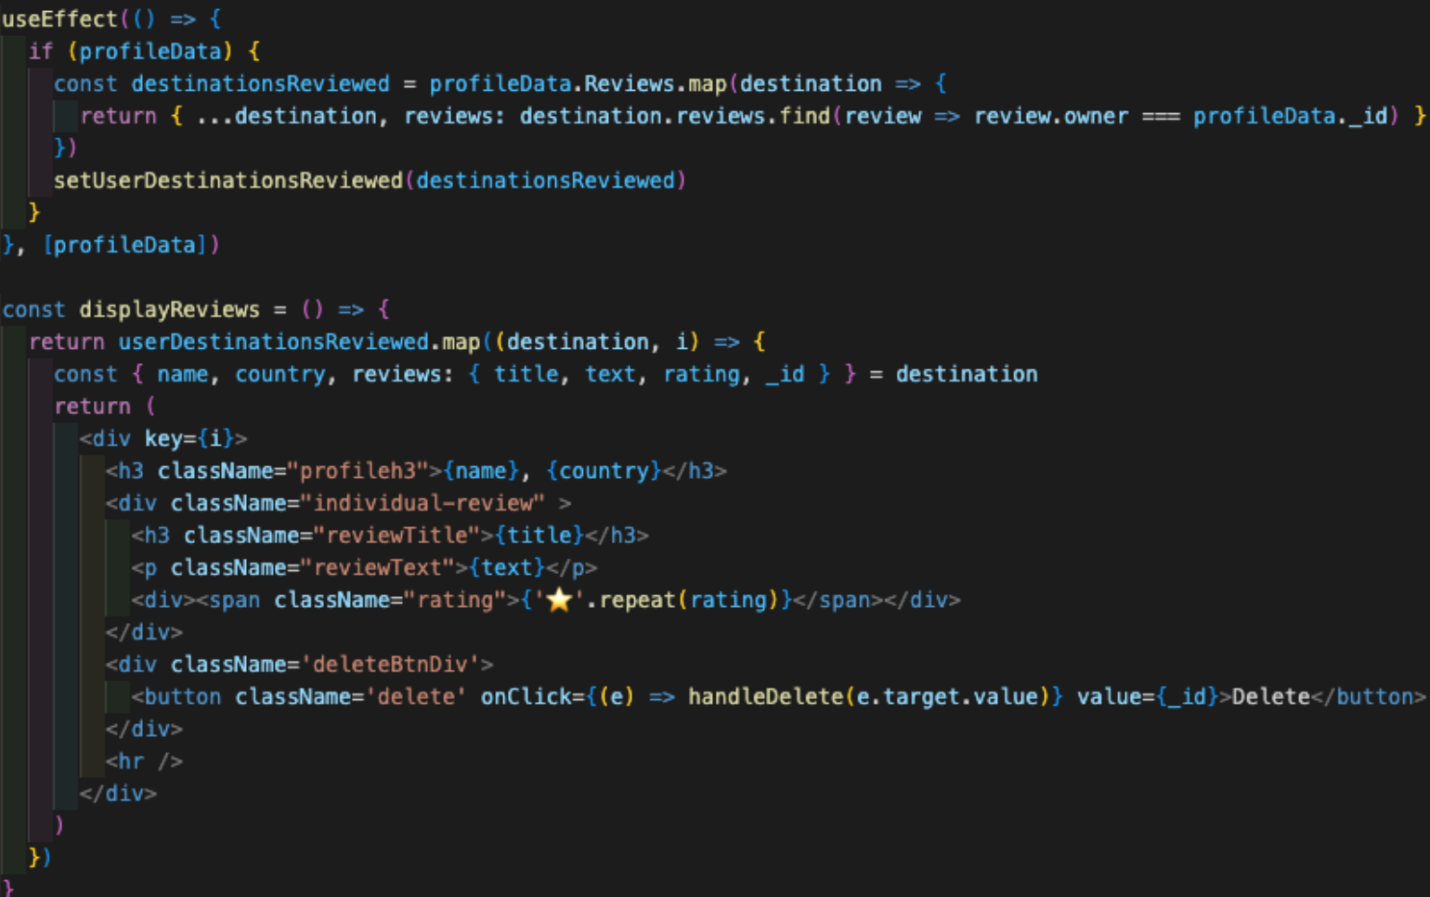 useEffect(() => {
  if (profileData) {
    const destinationsReviewed = profileData.Reviews.map(destination => {
      return { ...destination, reviews: destination.reviews.find(review => review.owner === profileData._id) }
    })
    setUserDestinationsReviewed(destinationsReviewed)
  }
}, [profileData])

const displayReviews = () => {
  return userDestinationsReviewed.map((destination, i) => {
    const { name, country, reviews: { title, text, rating, _id } } = destination
    return (
      <div key={i}>
        <h3 className="profileh3">{name}, {country}</h3>
        <div className="individual-review" >
          <h3 className="reviewTitle">{title}</h3>
          <p className="reviewText">{text}</p>
          <div><span className="rating">{'⭐'.repeat(rating)}</span></div>
        </div>
        <div className='deleteBtnDiv'>
          <button className='delete' onClick={(e) => handleDelete(e.target.value)} value={_id}>Delete</button>
        </div>
        <hr />
      </div>
    )
  })
}